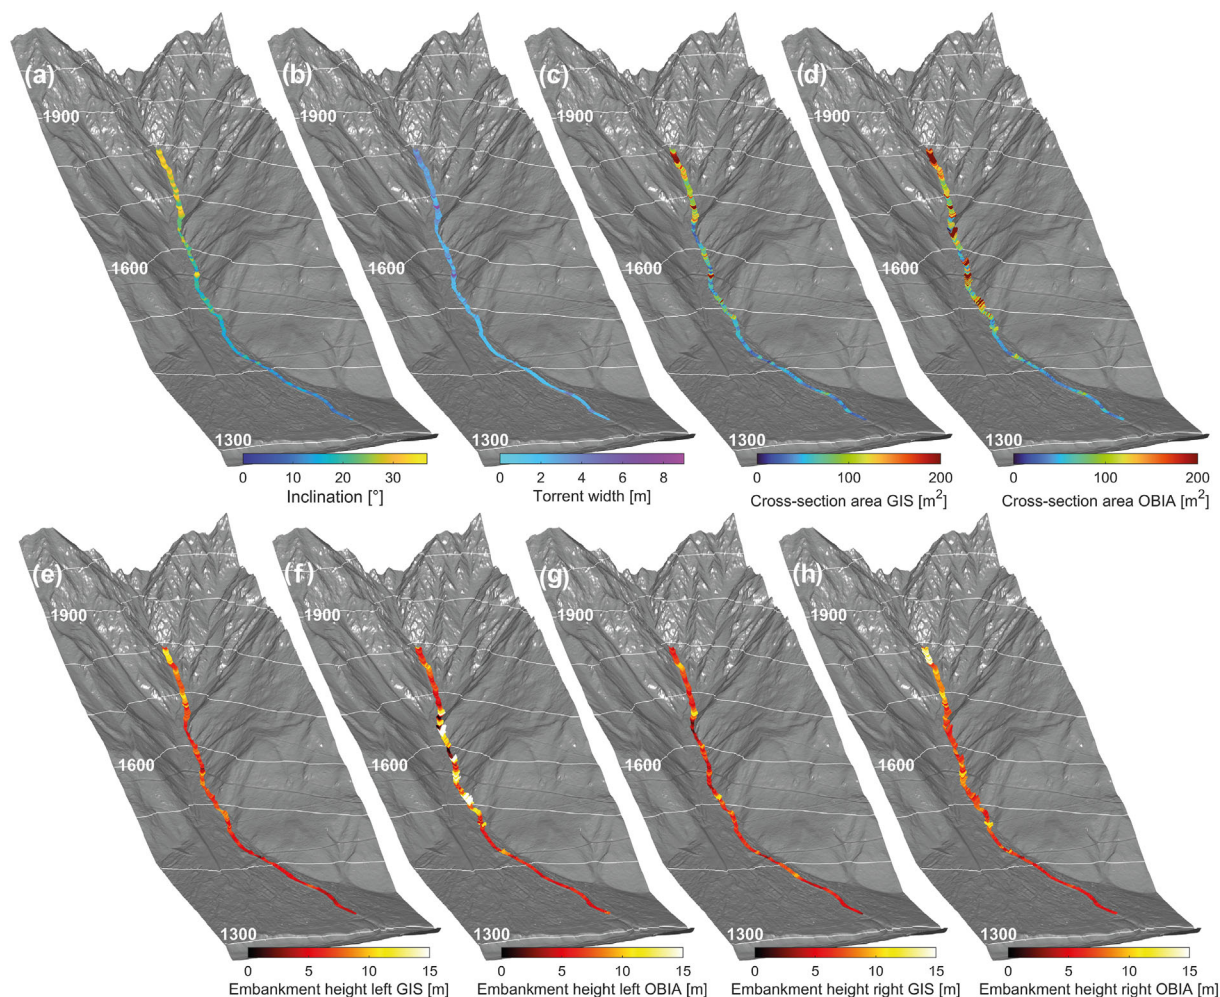 (a) (b) (c) (d)
1900 1900 1900 1900
1600 1600 1600 1600
1300 1300 1300 1300
0 10 20 30
Inclination [°]
0 2 4 6 8
Torrent width [m]
0 100 200
Cross-section area GIS [m²]
0 100 200
Cross-section area OBIA [m²]
(e) (f) (g) (h)
1900 1900 1900 1900
1600 1600 1600 1600
1300 1300 1300 1300
0 5 10 15
Embankment height left GIS [m]
0 5 10 15
Embankment height left OBIA [m]
0 5 10 15
Embankment height right GIS [m]
0 5 10 15
Embankment height right OBIA [m]